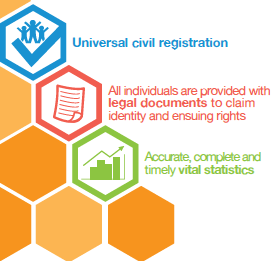 Universal civil registration
All individuals are provided with
legal documents to claim
identity and ensuing rights
Accurate, complete and
timely vital statistics